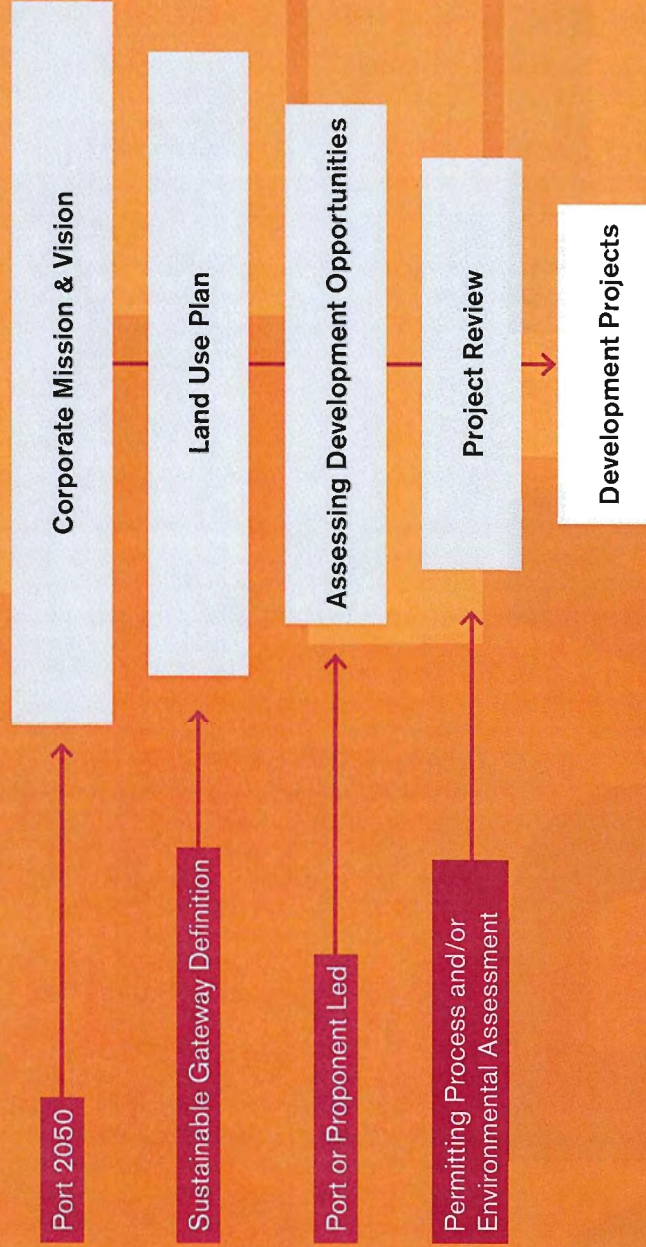 Port 2050
Corporate Mission & Vision
Sustainable Gateway Definition
Land Use Plan
Port or Proponent Led
Assessing Development Opportunities
Permitting Process and/or
Environmental Assessment
Project Review
Development Projects